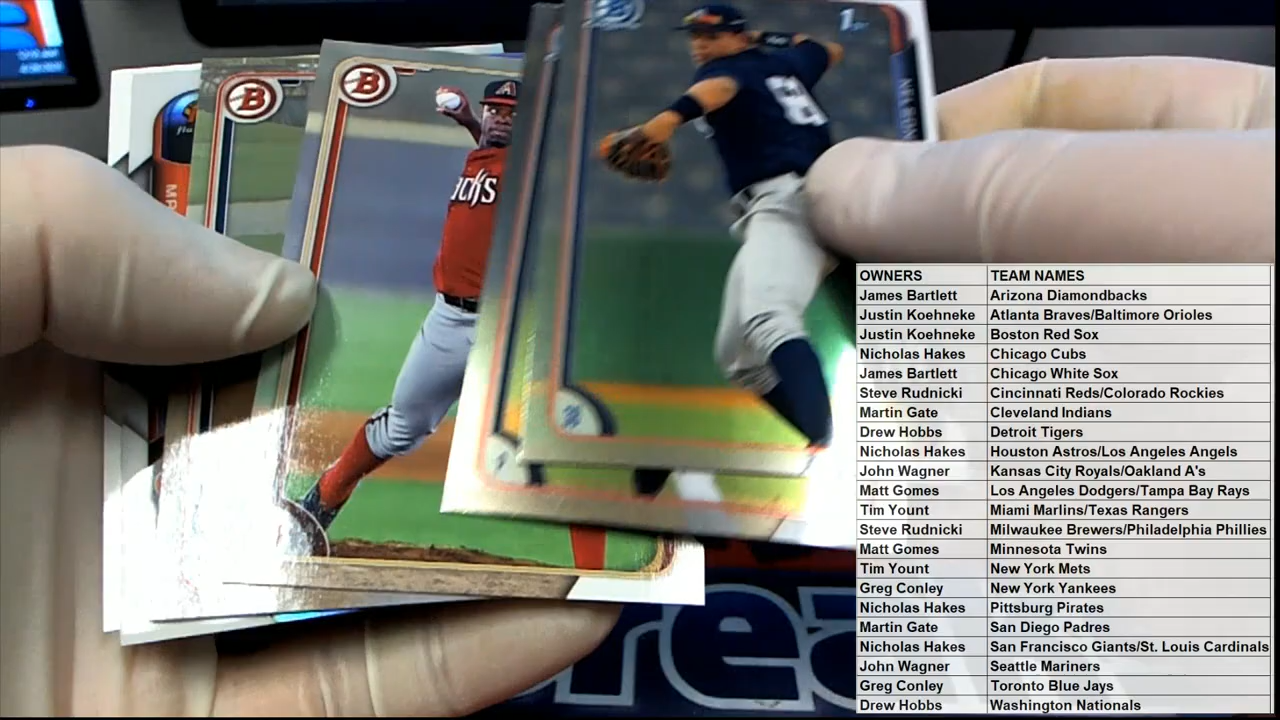 1st
B
B
flu
MR
A
acks
8
OWNERS TEAM NAMES
James Bartlett Arizona Diamondbacks
Justin Koehneke Atlanta Braves/Baltimore Orioles
Justin Koehneke Boston Red Sox
Nicholas Hakes Chicago Cubs
James Bartlett Chicago White Sox
Steve Rudnicki Cincinnati Reds/Colorado Rockies
Martin Gate Cleveland Indians
Drew Hobbs Detroit Tigers
Nicholas Hakes Houston Astros/Los Angeles Angels
John Wagner Kansas City Royals/Oakland A's
Matt Gomes Los Angeles Dodgers/Tampa Bay Rays
Tim Yount Miami Marlins/Texas Rangers
Steve Rudnicki Milwaukee Brewers/Philadelphia Phillies
Matt Gomes Minnesota Twins
Tim Yount New York Mets
Greg Conley New York Yankees
Nicholas Hakes Pittsburg Pirates
Martin Gate San Diego Padres
Nicholas Hakes San Francisco Giants/St. Louis Cardinals
John Wagner Seattle Mariners
Greg Conley Toronto Blue Jays
Drew Hobbs Washington Nationals
rea